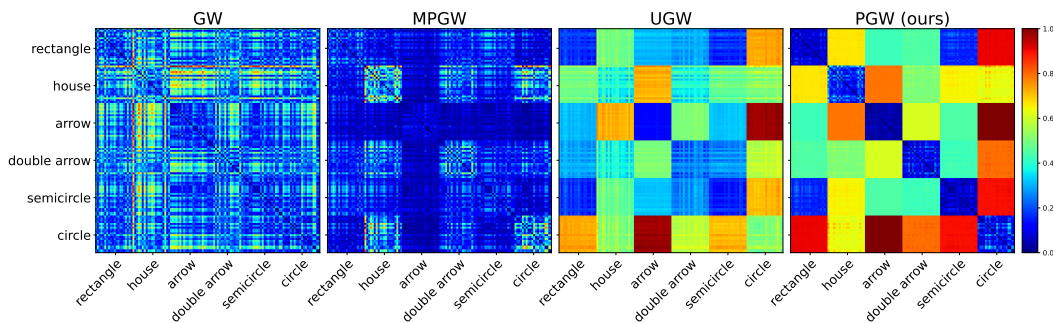 GW MPGW UGW PGW (ours)
rectangle
house
arrow
double arrow
semicircle
circle
1.0
0.8
0.6
0.4
0.2
0.0
rectangle house arrow double arrow semicircle circle rectangle house arrow double arrow semicircle circle rectangle house arrow double arrow semicircle circle rectangle house arrow double arrow semicircle circle